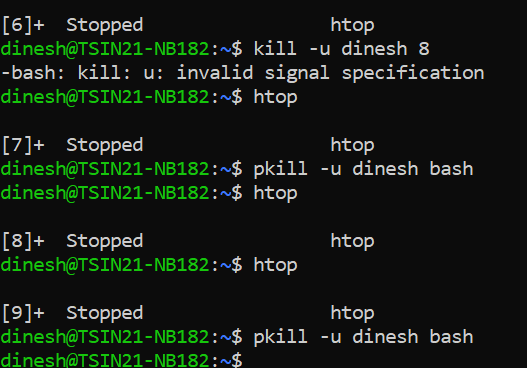 [6]+  Stopped                 htop
dinesh@TSIN21-NB182:~$ kill -u dinesh 8
-bash: kill: u: invalid signal specification
dinesh@TSIN21-NB182:~$ htop

[7]+  Stopped                 htop
dinesh@TSIN21-NB182:~$ pkill -u dinesh bash
dinesh@TSIN21-NB182:~$ htop

[8]+  Stopped                 htop
dinesh@TSIN21-NB182:~$ htop

[9]+  Stopped                 htop
dinesh@TSIN21-NB182:~$ pkill -u dinesh bash
dinesh@TSIN21-NB182:~$